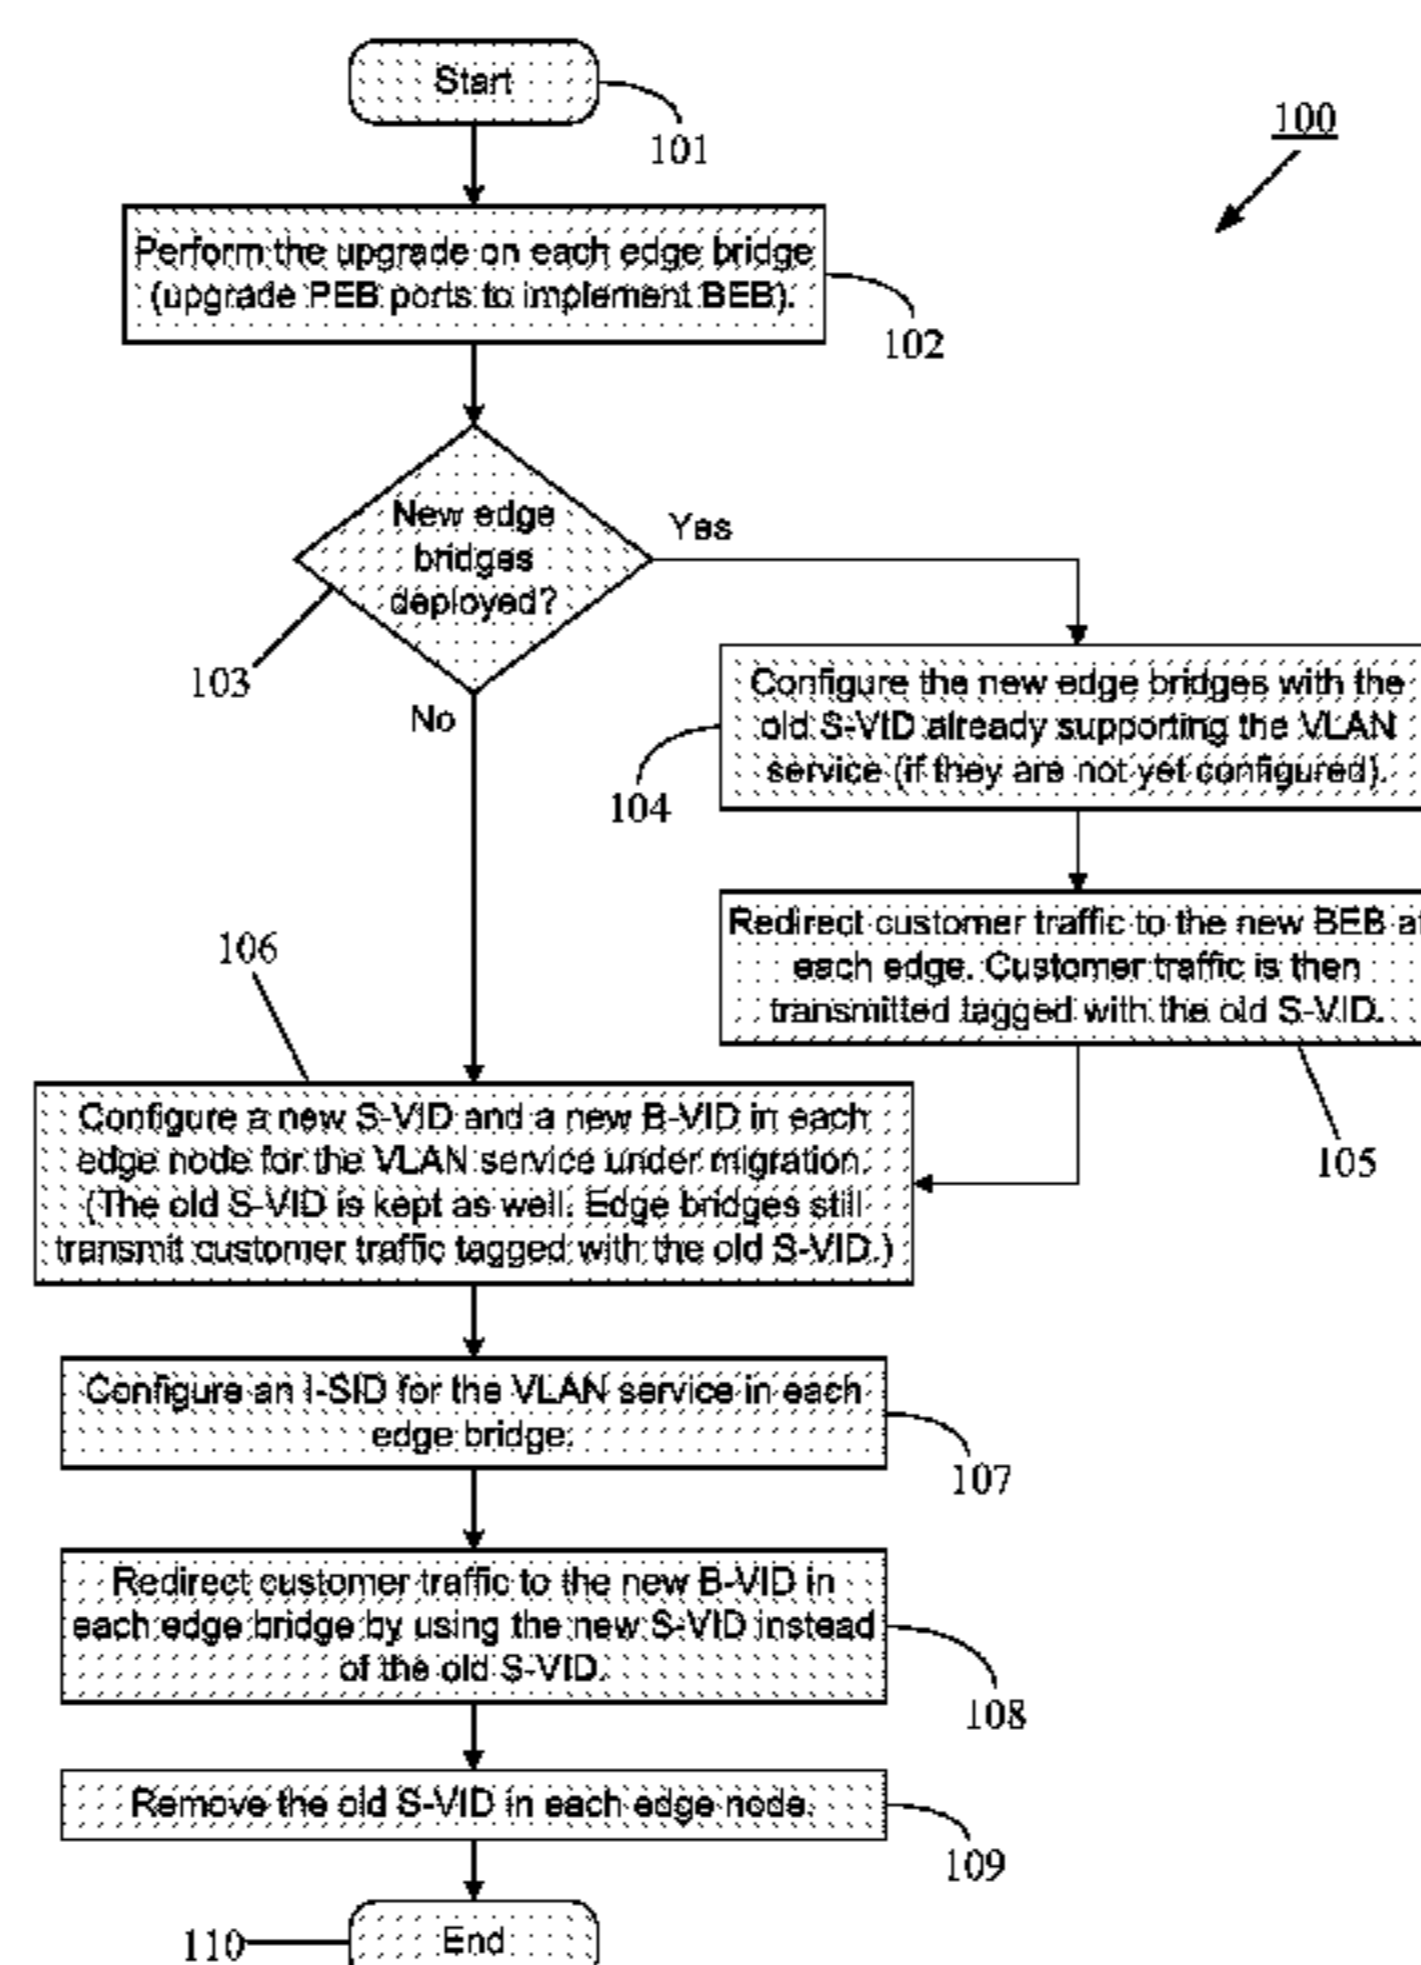 Start
101
100
Perform the upgrade on each edge bridge
(upgrade PEB ports to implement BEB).
102
New edge
bridges
deployed?
Yes
103
No
Configure the new edge bridges with the
old S-VID already supporting the VLAN
service (if they are not yet configured).
104
Redirect customer traffic to the new BEB at
each edge. Customer traffic is then
transmitted tagged with the old S-VID.
105
106
Configure a new S-VID and a new B-VID in each
edge node for the VLAN service under migration.
(The old S-VID is kept as well. Edge bridges still
transmit customer traffic tagged with the old S-VID.)
Configure an I-SID for the VLAN service in each
edge bridge.
107
Redirect customer traffic to the new B-VID in
each edge bridge by using the new S-VID instead
of the old S-VID.
108
Remove the old S-VID in each edge node.
109
110
End